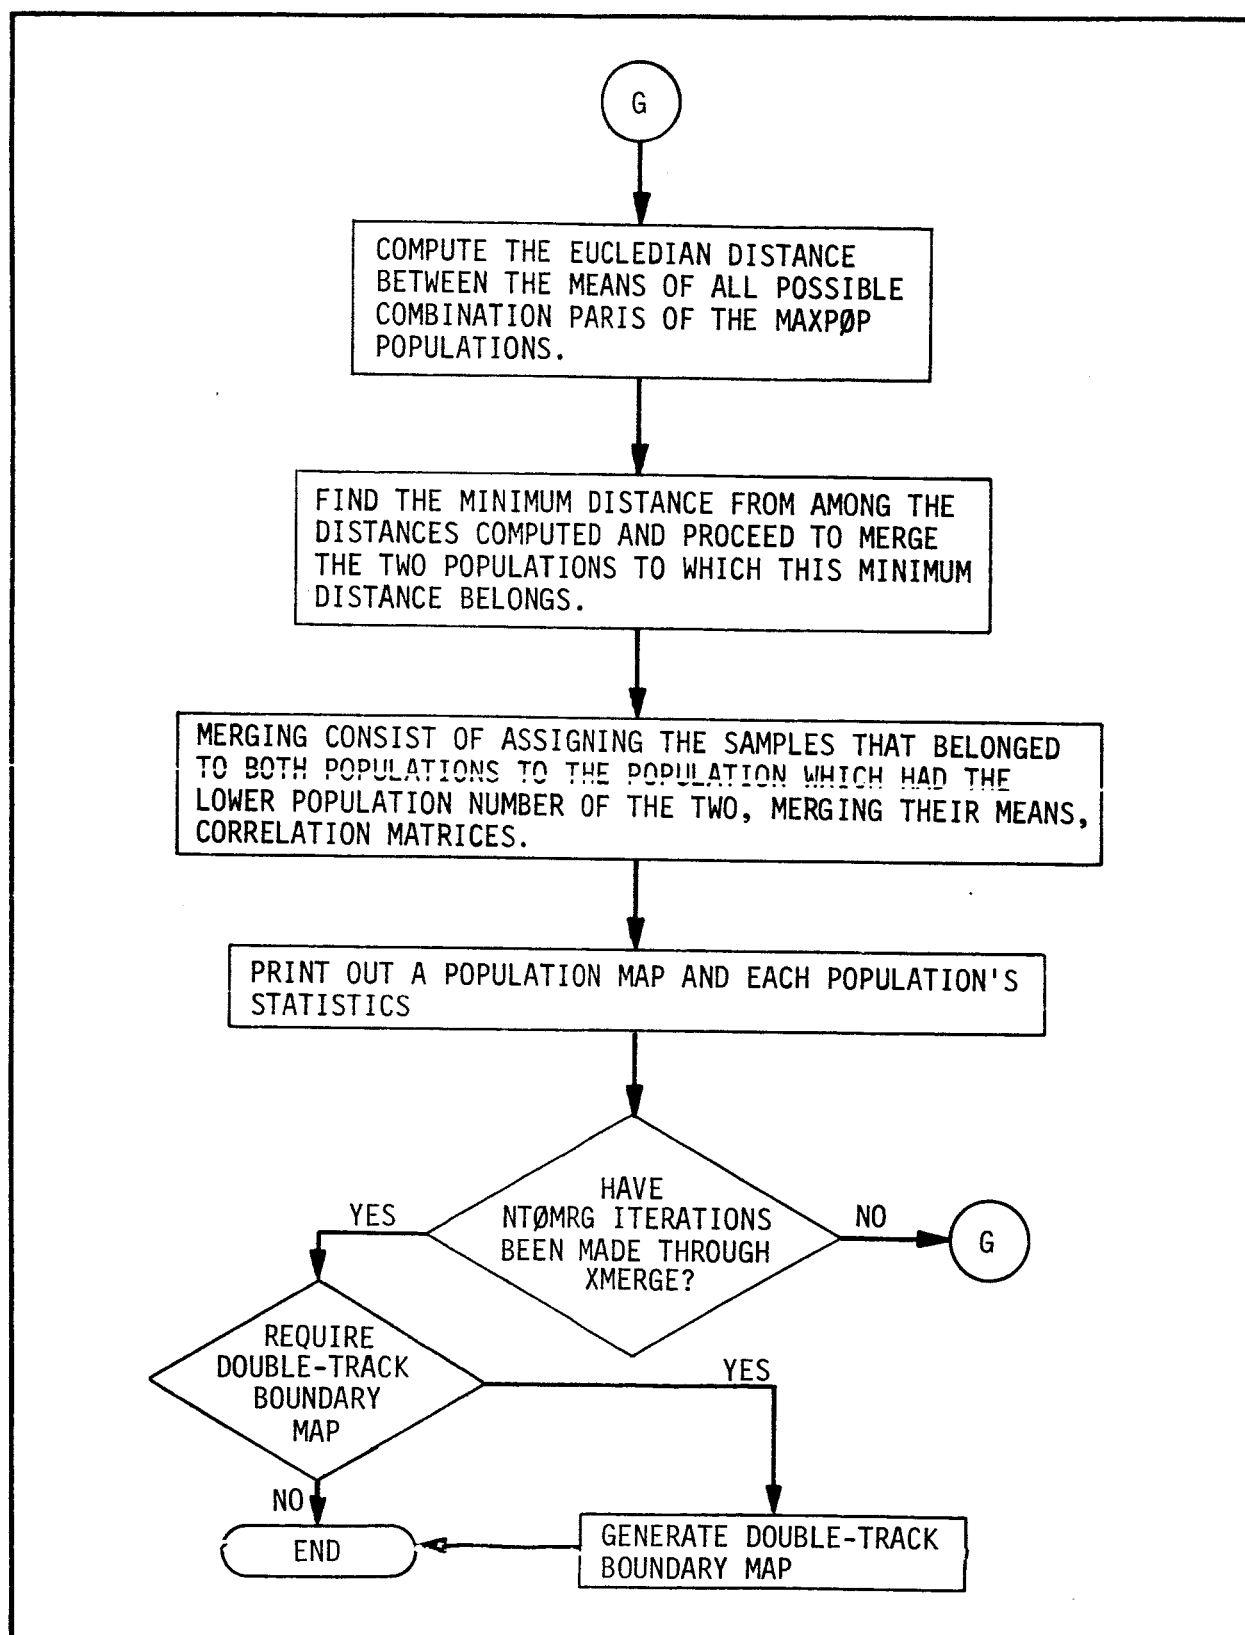 G
COMPUTE THE EUCLEDIAN DISTANCE
BETWEEN THE MEANS OF ALL POSSIBLE
COMBINATION PARIS OF THE MAXPØP
POPULATIONS.
FIND THE MINIMUM DISTANCE FROM AMONG THE
DISTANCES COMPUTED AND PROCEED TO MERGE
THE TWO POPULATIONS TO WHICH THIS MINIMUM
DISTANCE BELONGS.
MERGING CONSIST OF ASSIGNING THE SAMPLES THAT BELONGED
TO BOTH POPULATIONS TO THE POPULATION WHICH HAD THE
LOWER POPULATION NUMBER OF THE TWO, MERGING THEIR MEANS,
CORRELATION MATRICES.
PRINT OUT A POPULATION MAP AND EACH POPULATION'S
STATISTICS
HAVE
NTØMRG ITERATIONS
BEEN MADE THROUGH
XMERGE?
YES
NO
G
REQUIRE
DOUBLE-TRACK
BOUNDARY
MAP
YES
NO
END
GENERATE DOUBLE-TRACK
BOUNDARY MAP